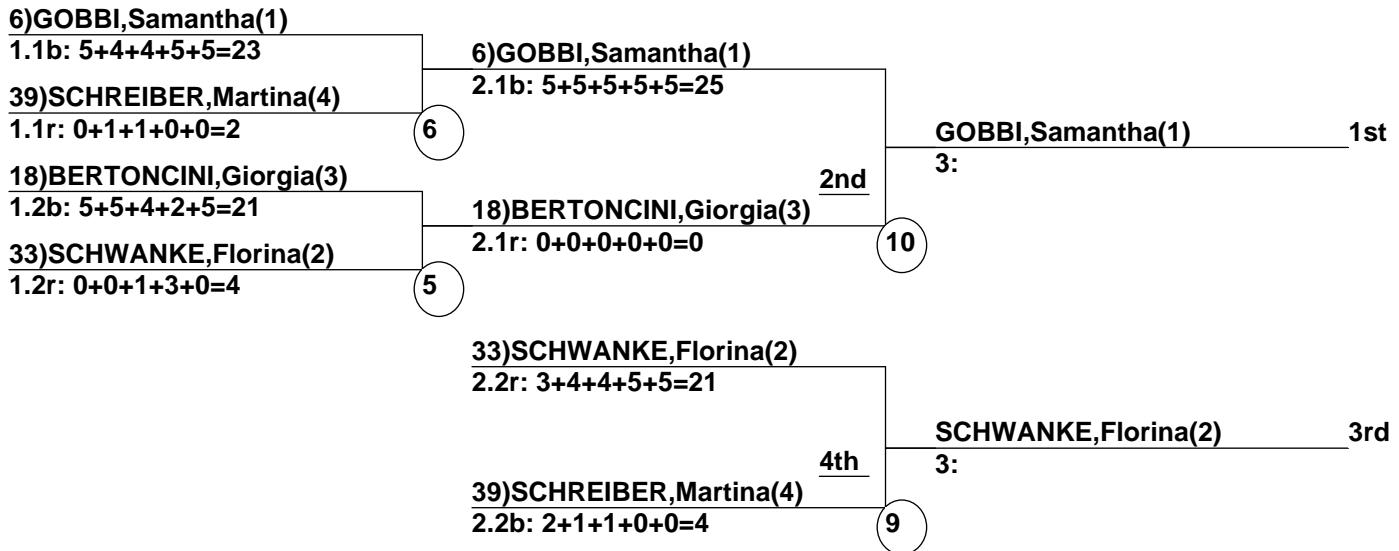 6)GOBBI,Samantha(1)
1.1b: 5+4+4+5+5=23
39)SCHREIBER,Martina(4)
1.1r: 0+1+1+0+0=2
6
18)BERTONCINI,Giorgia(3)
1.2b: 5+5+4+2+5=21
33)SCHWANKE,Florina(2)
1.2r: 0+0+1+3+0=4
5
6)GOBBI,Samantha(1)
2.1b: 5+5+5+5+5=25
2nd
18)BERTONCINI,Giorgia(3)
2.1r: 0+0+0+0+0=0
10
GOBBI,Samantha(1) 1st
3:
33)SCHWANKE,Florina(2)
2.2r: 3+4+4+5+5=21
4th
39)SCHREIBER,Martina(4)
2.2b: 2+1+1+0+0=4
9
SCHWANKE,Florina(2) 3rd
3: